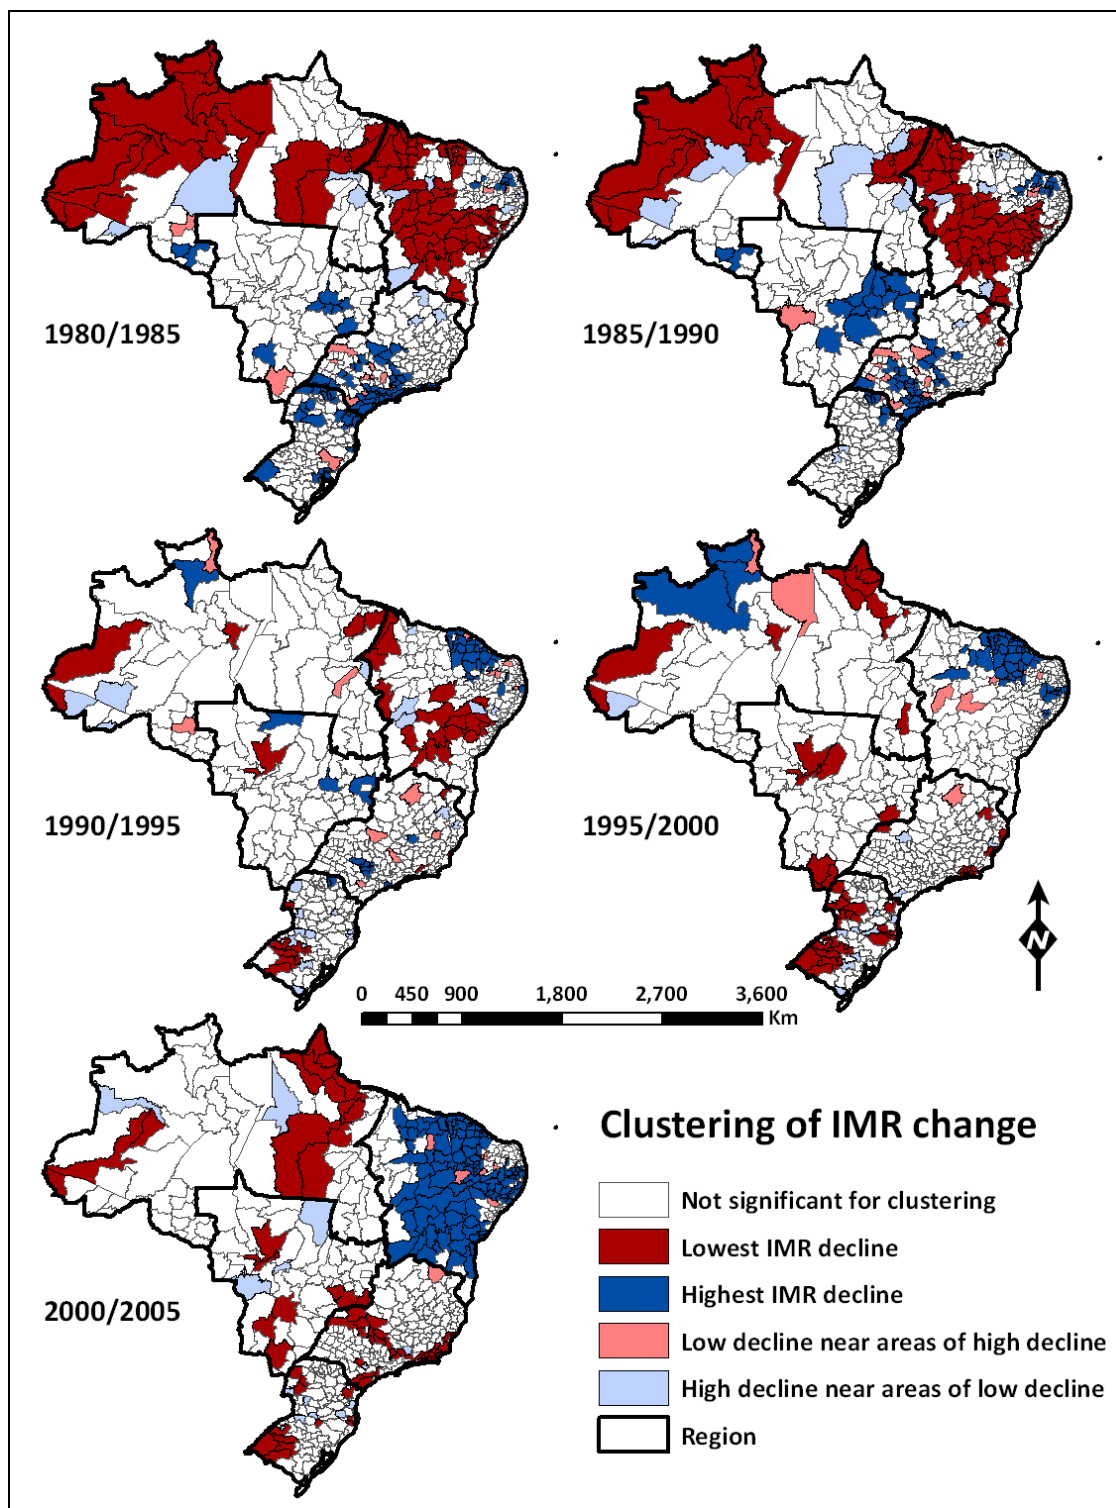 1980/1985
1985/1990
1990/1995
1995/2000
N
0 450 900 1,800 2,700 3,600
Km
2000/2005
Clustering of IMR change
Not significant for clustering
Lowest IMR decline
Highest IMR decline
Low decline near areas of high decline
High decline near areas of low decline
Region